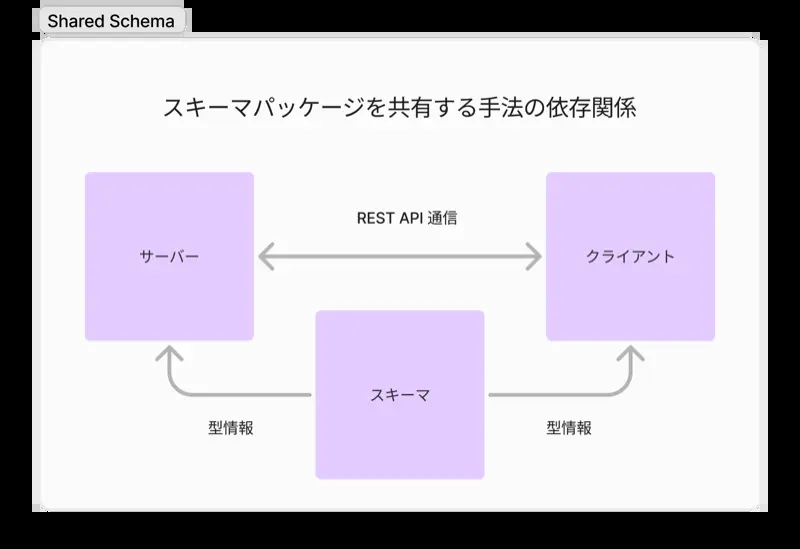 Shared Schema
スキーマパッケージを共有する手法の依存関係
REST API 通信
サーバー
クライアント
スキーマ
型情報
型情報